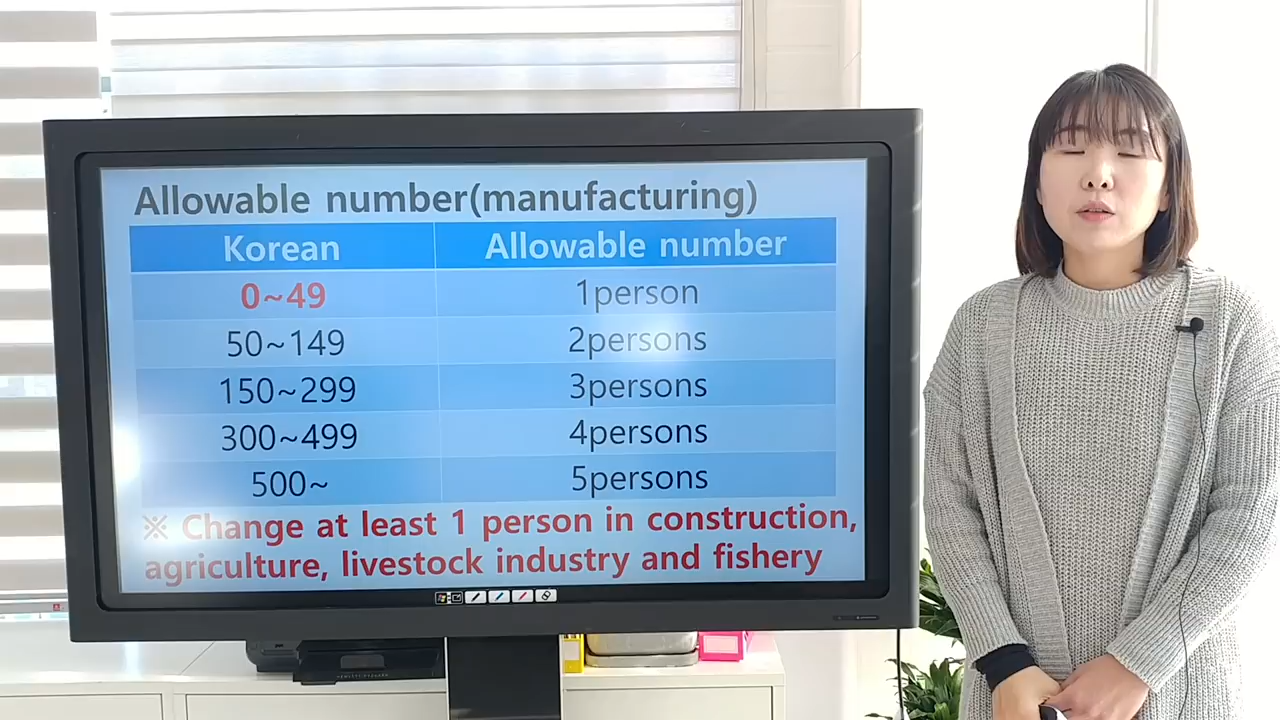 Allowable number(manufacturing)
Korean Allowable number
0~49 1person
50~149 2persons
150~299 3persons
300~499 4persons
500~ 5persons
※ Change at least 1 person in construction,
agriculture, livestock industry and fishery